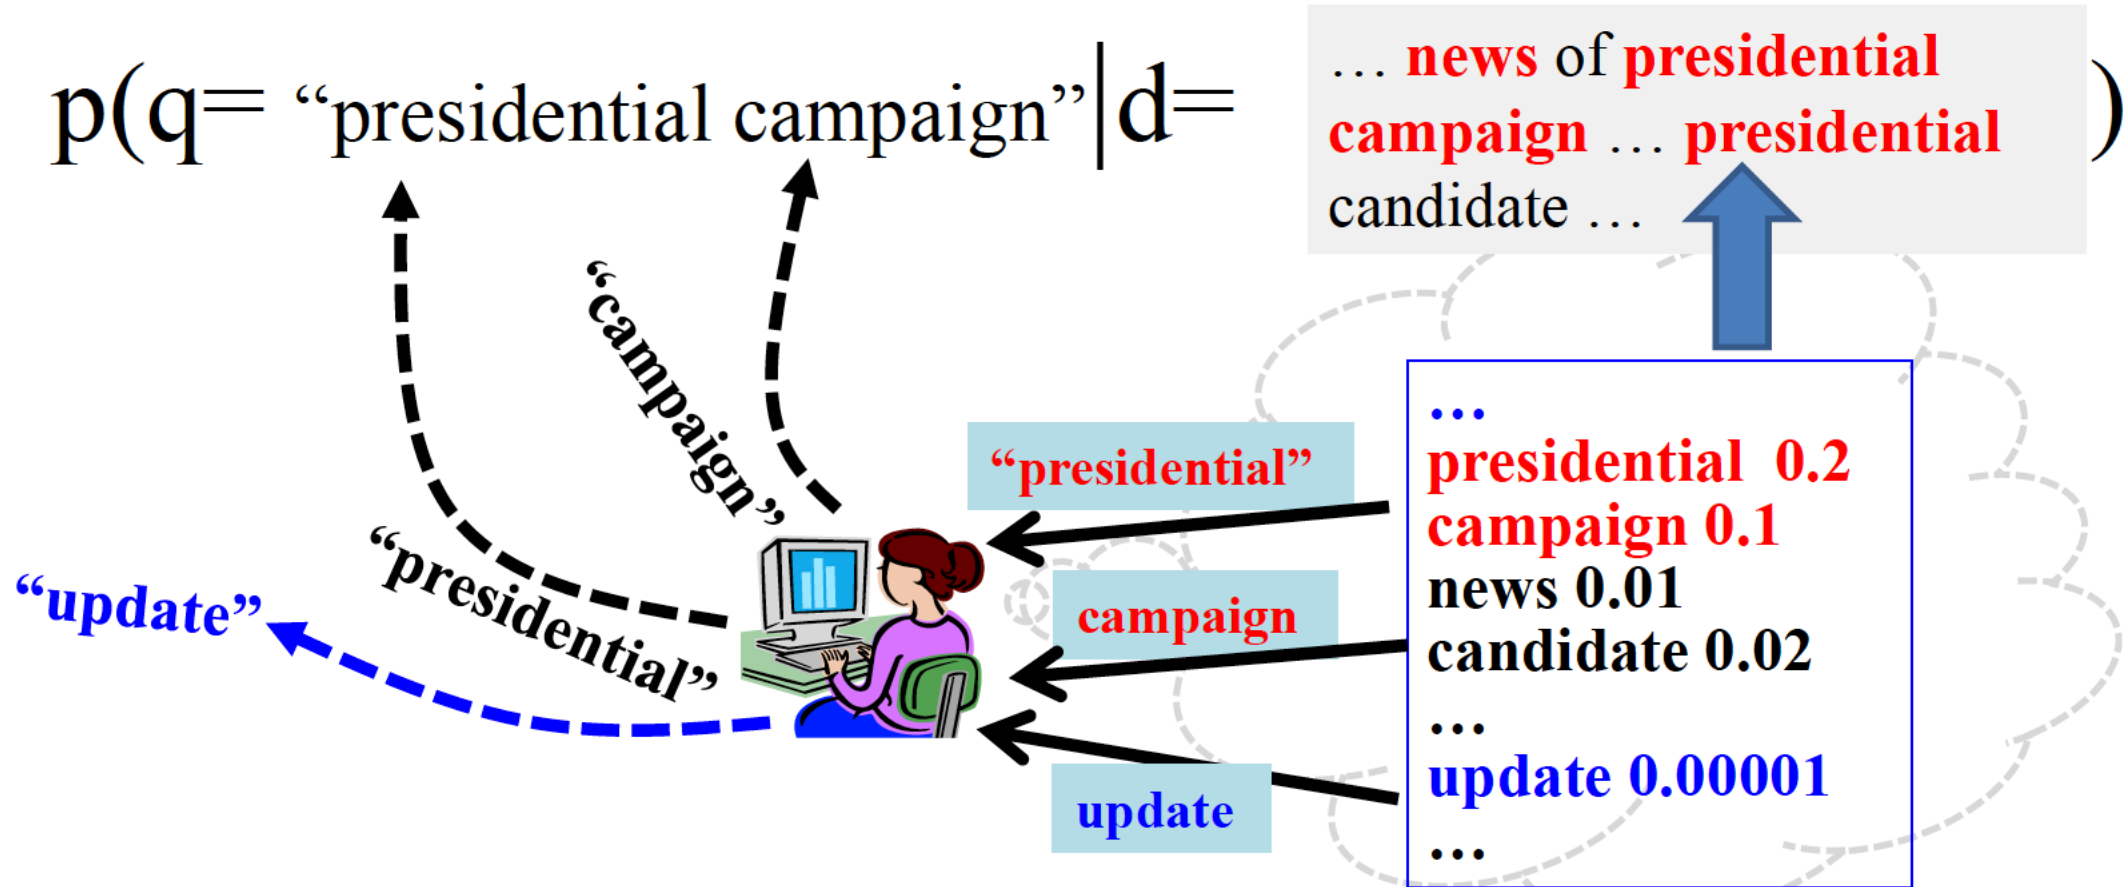 p(q= “presidential campaign”|d= )
… news of presidential
campaign … presidential
candidate …
“campaign”
“presidential”
“update”
“presidential”
campaign
update
…
presidential 0.2
campaign 0.1
news 0.01
candidate 0.02
…
update 0.00001
…